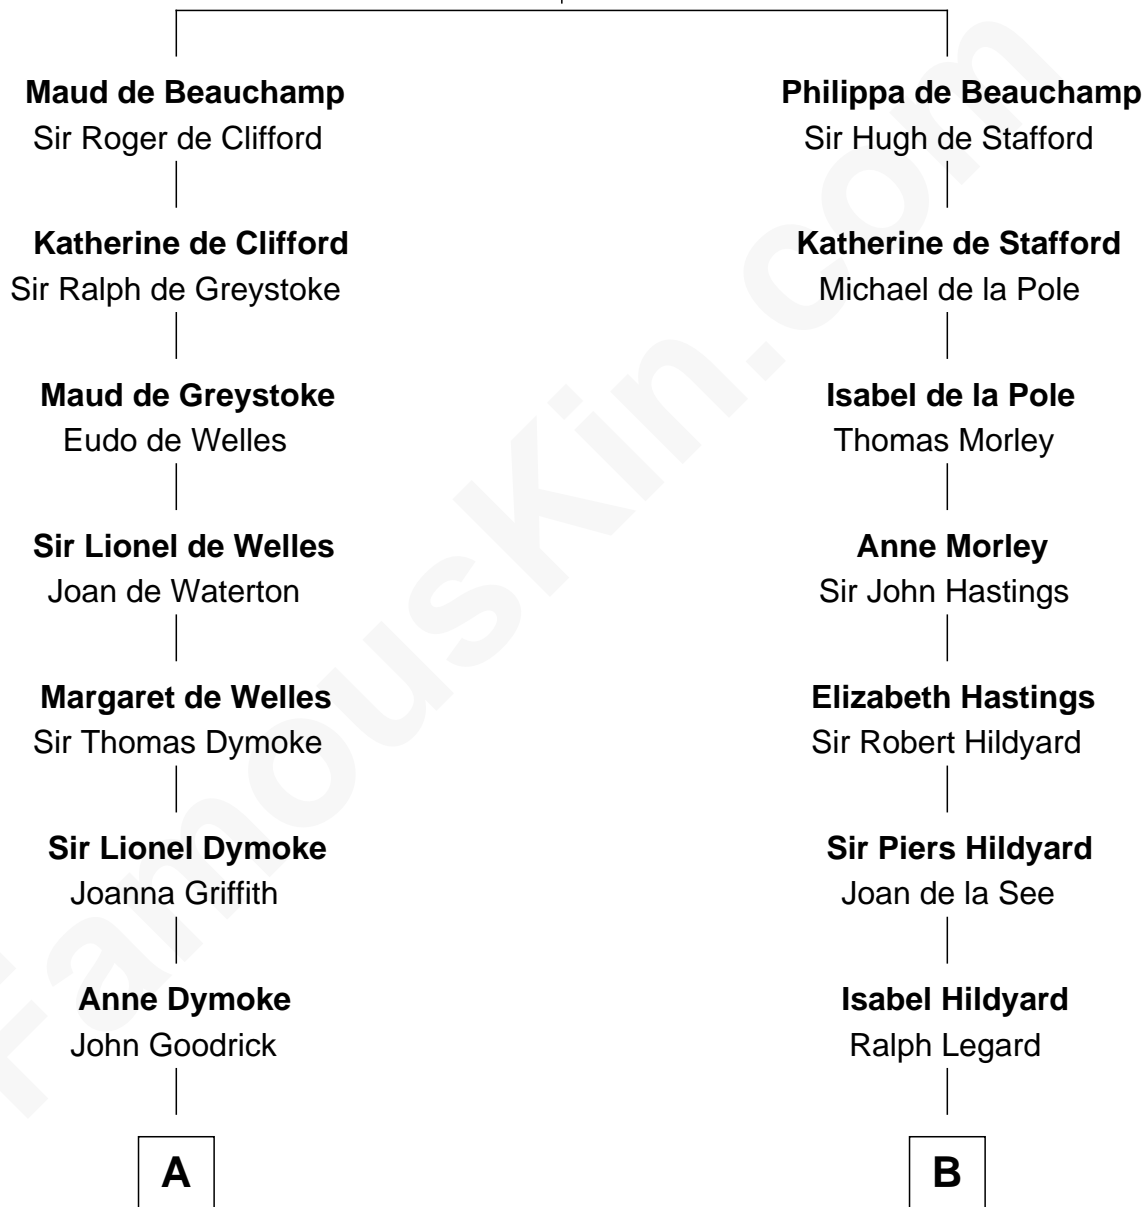 Maud de Beauchamp
Sir Roger de Clifford
Katherine de Clifford
Sir Ralph de Greystoke
Maud de Greystoke
Eudo de Welles
Sir Lionel de Welles
Joan de Waterton
Margaret de Welles
Sir Thomas Dymoke
Sir Lionel Dymoke
Joanna Griffith
Anne Dymoke
John Goodrick
A
Philippa de Beauchamp
Sir Hugh de Stafford
Katherine de Stafford
Michael de la Pole
Isabel de la Pole
Thomas Morley
Anne Morley
Sir John Hastings
Elizabeth Hastings
Sir Robert Hildyard
Sir Piers Hildyard
Joan de la See
Isabel Hildyard
Ralph Legard
B
FamousKin.com